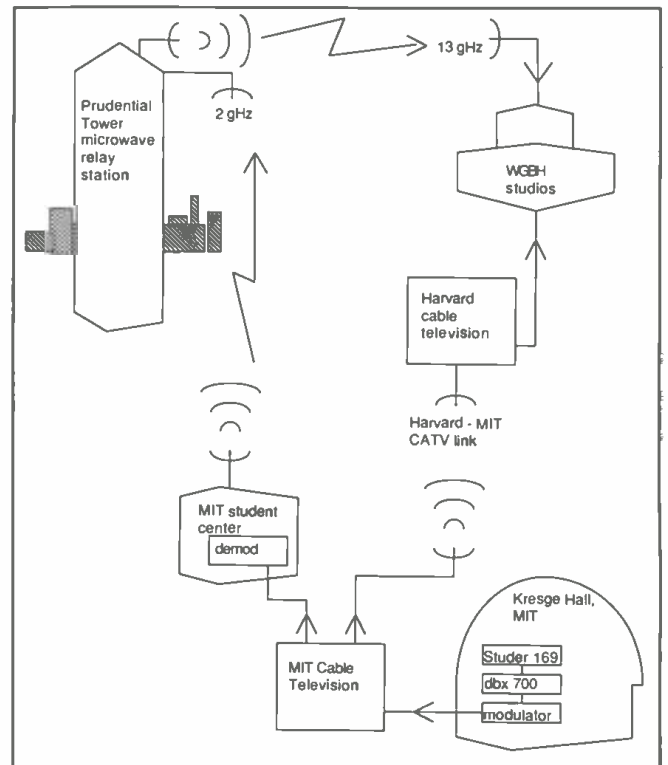 13 gHz
Prudential
Tower
microwave
relay
station
2 gHz
WGBH
studios
Harvard
cable
television
Harvard - MIT
CATV link
MIT student
center
demod
Kresge Hall,
MIT
Studer 169
dbx 700
modulator
MIT Cable
Television